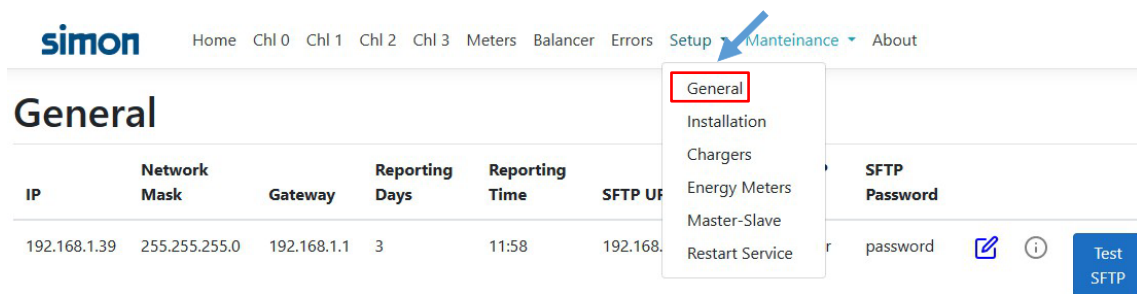 simon Home Chl 0 Chl 1 Chl 2 Chl 3 Meters Balancer Errors Setup Manteinance About
General
Installation
Chargers
Energy Meters
Master-Slave
Restart Service
General
IP Network Mask Gateway Reporting Days Reporting Time SFTP SFTP Password
192.168.1.39 255.255.255.0 192.168.1.1 3 11:58 192.168. password Test SFTP